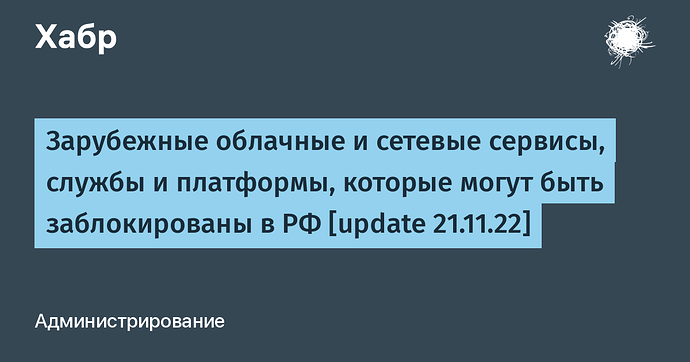 Хабр
Зарубежные облачные и сетевые сервисы,
службы и платформы, которые могут быть
заблокированы в РФ [update 21.11.22]
Администрирование